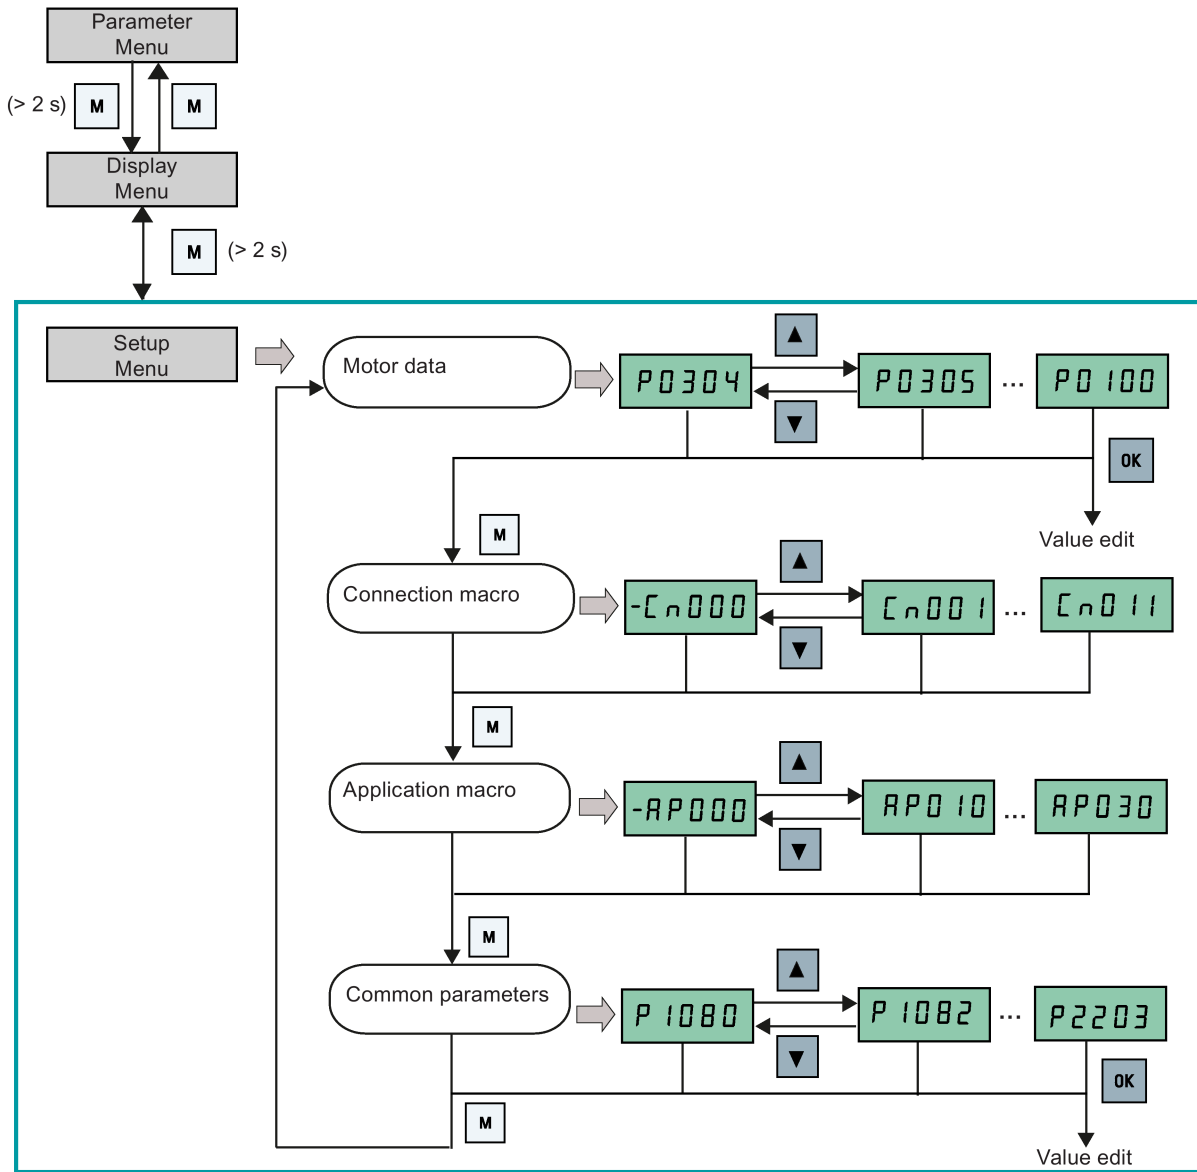 Parameter
Menu
(> 2 s) M M
Display
Menu
M (> 2 s)
Setup
Menu
Motor data
P0304
P0305
...
P0100
OK
Value edit
M
Connection macro
-Cn000
Cn001
...
Cn011
M
Application macro
-AP000
AP010
...
AP030
M
Common parameters
P1080
P1082
...
P2203
OK
M
Value edit